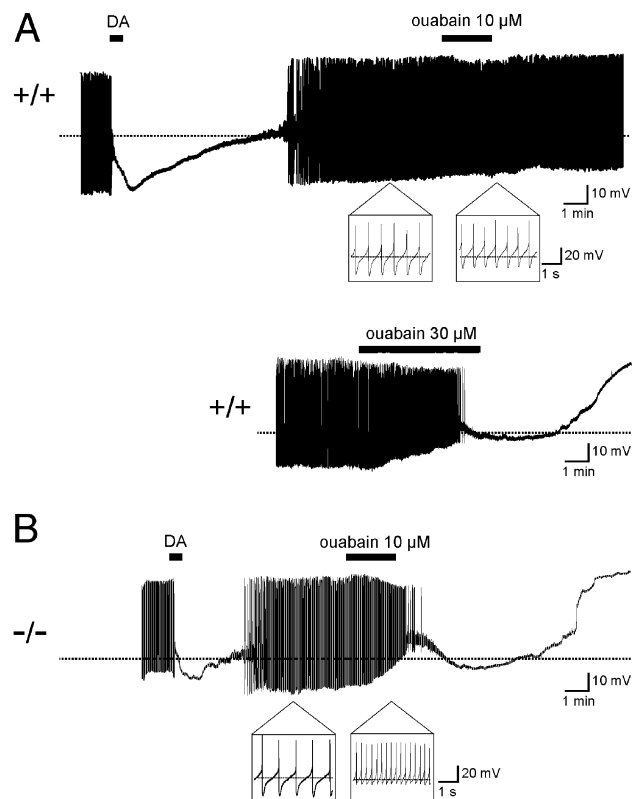 A
DA
ouabain 10 µM
+/+
10 mV
1 min
20 mV
1 s
ouabain 30 µM
+/+
10 mV
1 min
B
DA
ouabain 10 µM
-/-
10 mV
1 min
20 mV
1 s